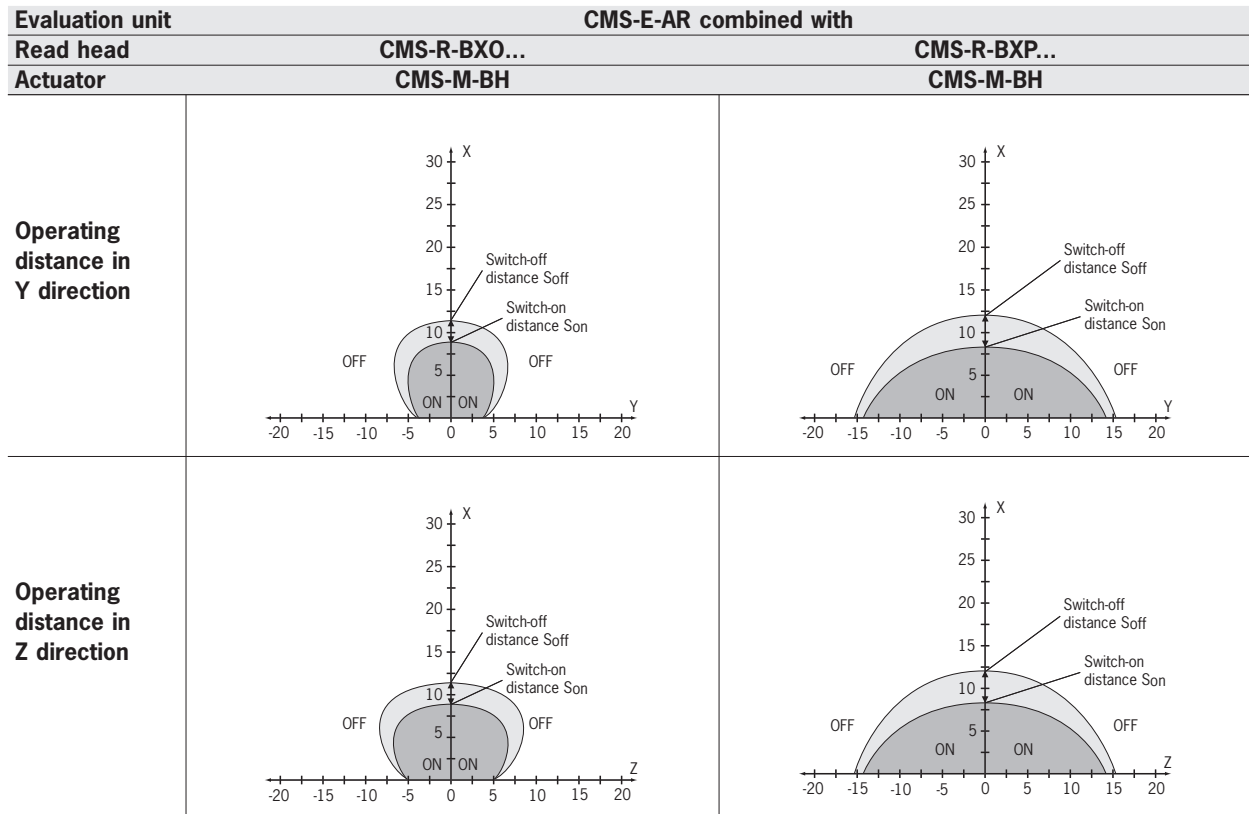 Evaluation unit
CMS-E-AR combined with
Read head
CMS-R-BXO...
CMS-R-BXP...
Actuator
CMS-M-BH
CMS-M-BH
Operating
distance in
Y direction
X
30
25
20
15
10
5
Switch-off
distance Soff
Switch-on
distance Son
OFF
OFF
ON ON
Y
-20 -15 -10 -5 0 5 10 15 20
X
30
25
20
15
10
5
Switch-off
distance Soff
Switch-on
distance Son
OFF
OFF
ON ON
Y
-20 -15 -10 -5 0 5 10 15 20
Operating
distance in
Z direction
X
30
25
20
15
10
5
Switch-off
distance Soff
Switch-on
distance Son
OFF
OFF
ON ON
Z
-20 -15 -10 -5 0 5 10 15 20
X
30
25
20
15
10
5
Switch-off
distance Soff
Switch-on
distance Son
OFF
OFF
ON ON
Z
-20 -15 -10 -5 0 5 10 15 20